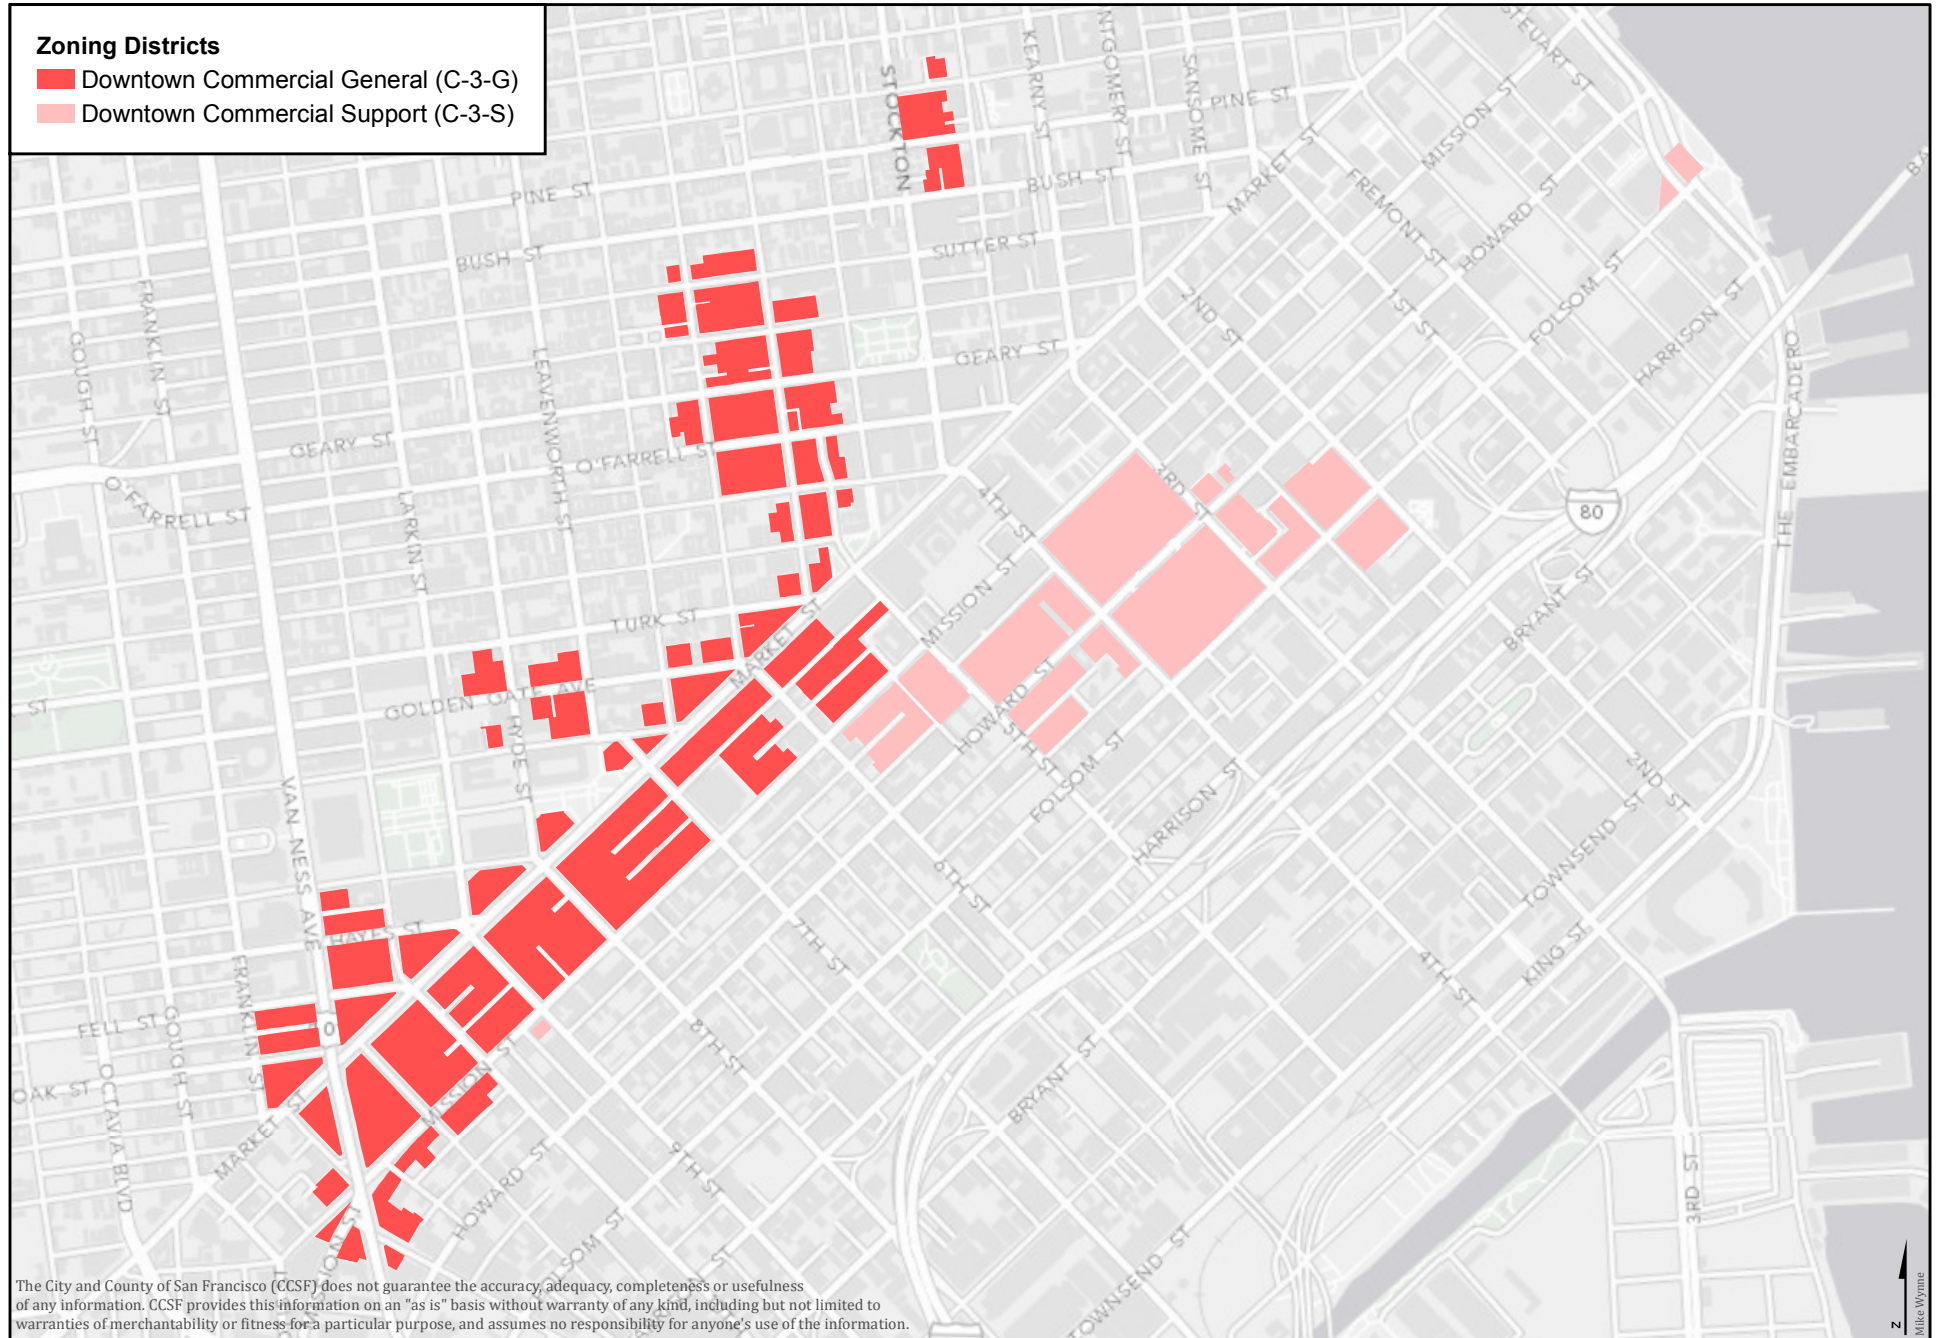 Zoning Districts
Downtown Commercial General (C-3-G)
Downtown Commercial Support (C-3-S)
STEUART ST
KEARNY ST
SANSOME ST
STOCKTON
PINE ST
MISSION ST
MARKET ST
BUSH ST
PINE ST
FREMONT ST
HOWARD ST
SUTTER ST
BUSH ST
FOLSOM ST
2ND ST
1ST ST
HARRISON ST
FRANKLIN ST
GOUGH ST
LEAVENWORTH ST
GEARY ST
THE EMBARCADERO
GEARY ST
O'FARRELL ST
O'FARRELL ST
LARKIN ST
3RD ST
4TH ST
80
MISSION ST
TURK ST
MARKET ST
BRYANT ST
GOLDEN GATE AVE
ST
HYDE ST
HOWARD ST
5TH ST
FOLSOM ST
HARRISON ST
2ND ST
TOWNSEND ST
VAN NESS AVE
6TH ST
HAYES ST
7TH ST
4TH ST
KING ST
FRANKLIN ST
FELL ST
GOUGH ST
8TH ST
MISSION ST
BRYANT ST
OAK ST
OCTAVIA BLVD
MARKET ST
9TH ST
HOWARD ST
3RD ST
TOWNSEND ST
The City and County of San Francisco (CCSF) does not guarantee the accuracy, adequacy, completeness or usefulness
of any information. CCSF provides this information on an "as is" basis without warranty of any kind, including but not limited to
warranties of merchantability or fitness for a particular purpose, and assumes no responsibility for anyone's use of the information.
Z
Mike Wynne